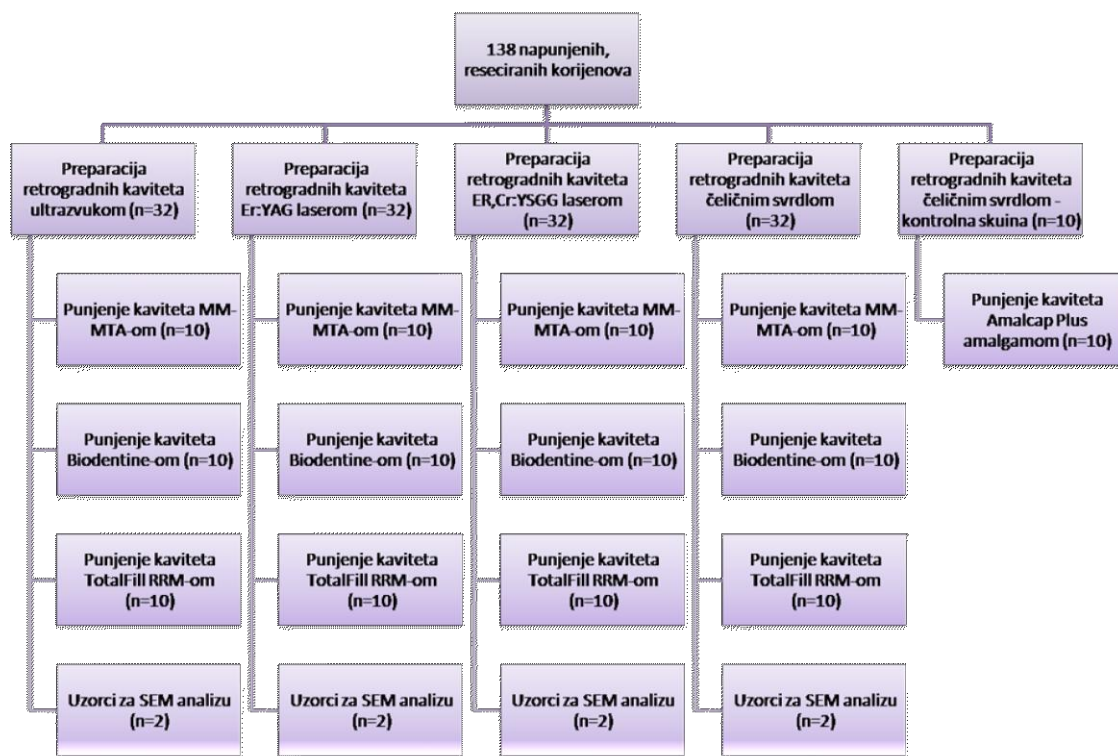 138 napunjenih,
reseciranih korijenova
Preparacija
retrogradnih kaviteta
ultrazvukom (n=32)
Preparacija
retrogradnih kaviteta
Er:YAG laserom (n=32)
Preparacija
retrogradnih kaviteta
ER,Cr:YSGG laserom
(n=32)
Preparacija
retrogradnih kaviteta
čeličnim svrdlom
(n=32)
Preparacija
retrogradnih kaviteta
čeličnim svrdlom -
kontrolna skuina (n=10)
Punjenje kaviteta MM-
MTA-om (n=10)
Punjenje kaviteta
Biodentine-om (n=10)
Punjenje kaviteta
TotalFill RRM-om
(n=10)
Uzorci za SEM analizu
(n=2)
Punjenje kaviteta MM-
MTA-om (n=10)
Punjenje kaviteta
Biodentine-om (n=10)
Punjenje kaviteta
TotalFill RRM-om
(n=10)
Uzorci za SEM analizu
(n=2)
Punjenje kaviteta MM-
MTA-om (n=10)
Punjenje kaviteta
Biodentine-om (n=10)
Punjenje kaviteta
TotalFill RRM-om
(n=10)
Uzorci za SEM analizu
(n=2)
Punjenje kaviteta MM-
MTA-om (n=10)
Punjenje kaviteta
Biodentine-om (n=10)
Punjenje kaviteta
TotalFill RRM-om
(n=10)
Uzorci za SEM analizu
(n=2)
Punjenje kaviteta
Amalcap Plus
amalgamom (n=10)